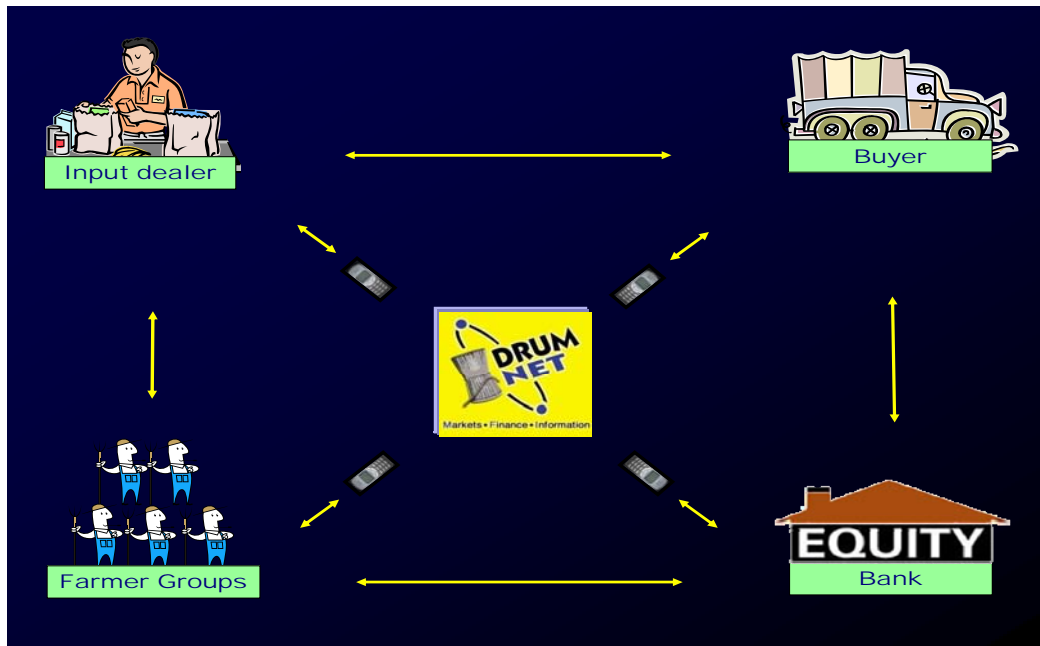 Input dealer
Buyer
DRUM
NET
Markets • Finance • Information
EQUITY
Farmer Groups
Bank